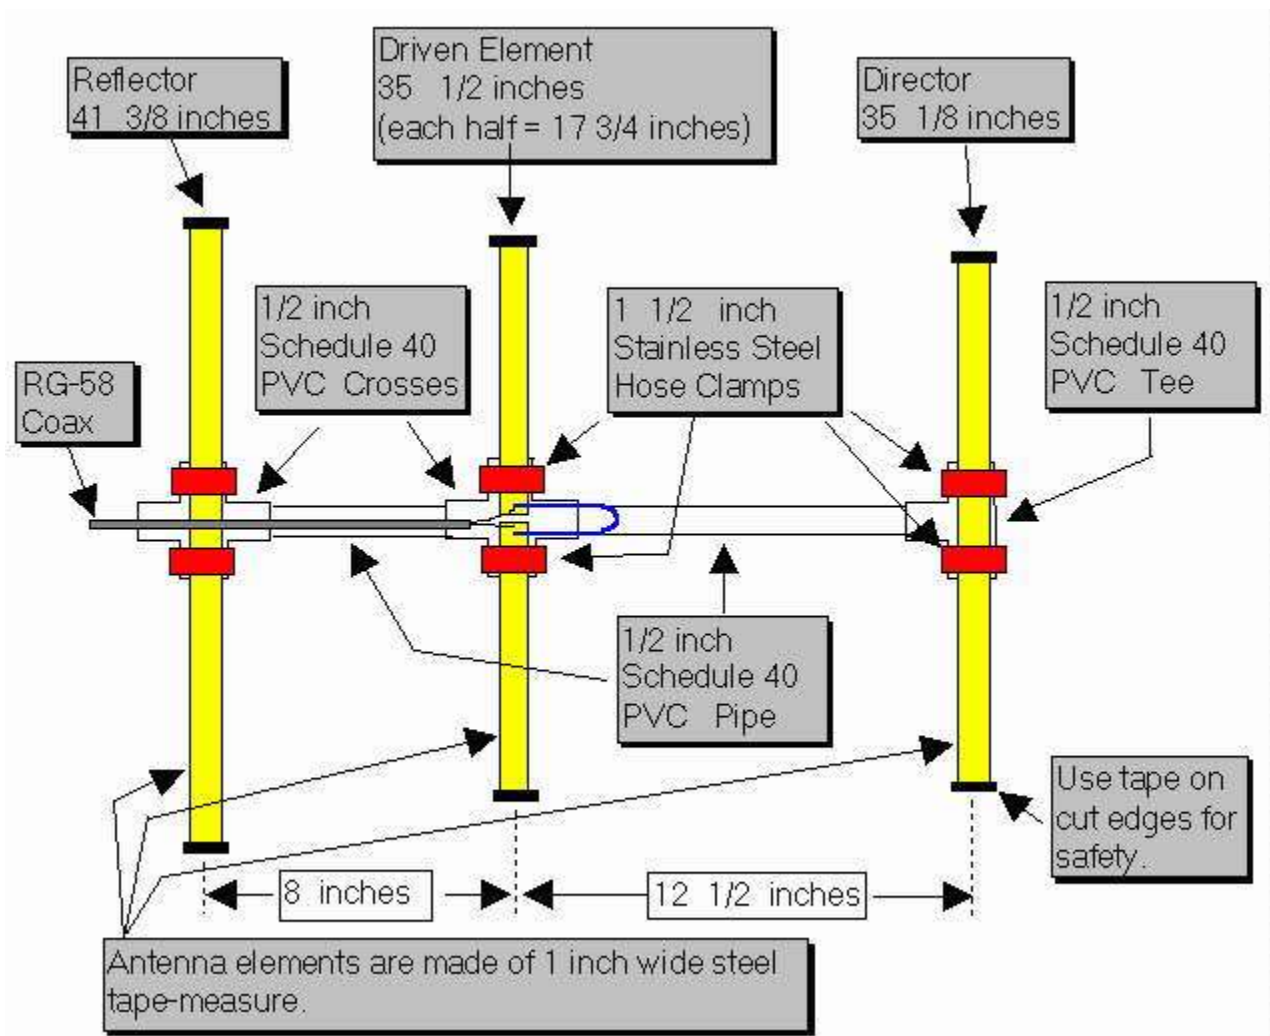 Reflector
41 3/8 inches
Driven Element
35 1/2 inches
(each half = 17 3/4 inches)
Director
35 1/8 inches
RG-58
Coax
1/2 inch
Schedule 40
PVC Crosses
1 1/2 inch
Stainless Steel
Hose Clamps
1/2 inch
Schedule 40
PVC Tee
1/2 inch
Schedule 40
PVC Pipe
Use tape on
cut edges for
safety.
8 inches
12 1/2 inches
Antenna elements are made of 1 inch wide steel
tape-measure.